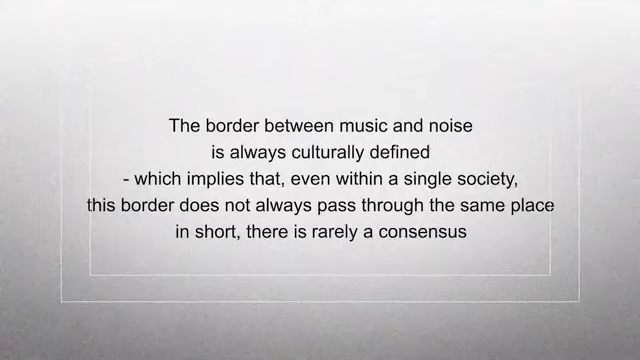 The border between music and noise
is always culturally defined
- which implies that, even within a single society,
this border does not always pass through the same place
in short, there is rarely a consensus